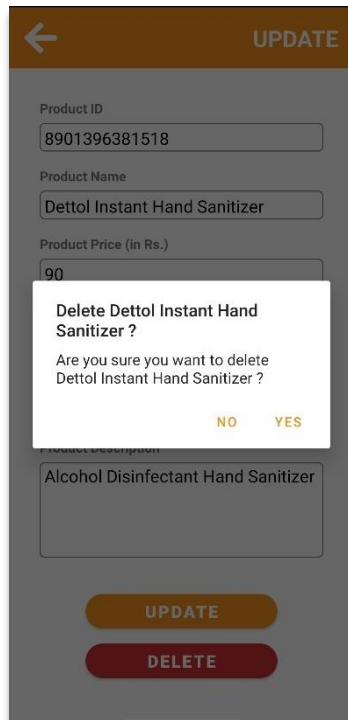 UPDATE
Product ID
8901396381518
Product Name
Dettol Instant Hand Sanitizer
Product Price (in Rs.)
90
Delete Dettol Instant Hand
Sanitizer ?
Are you sure you want to delete
Dettol Instant Hand Sanitizer ?
NO YES
Product Description
Alcohol Disinfectant Hand Sanitizer
UPDATE
DELETE